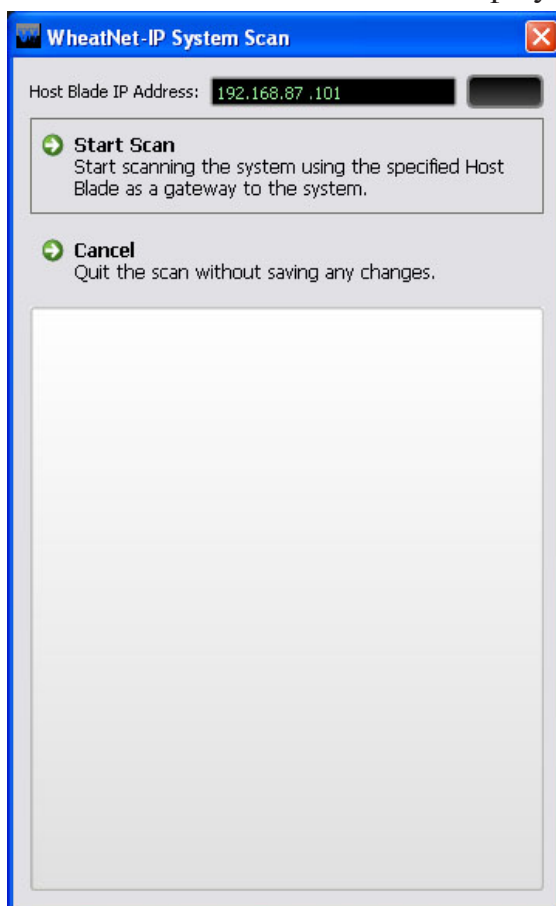 WheatNet-IP System Scan
Host Blade IP Address: 192.168.87 .101
Start Scan
Start scanning the system using the specified Host
Blade as a gateway to the system.
Cancel
Quit the scan without saving any changes.